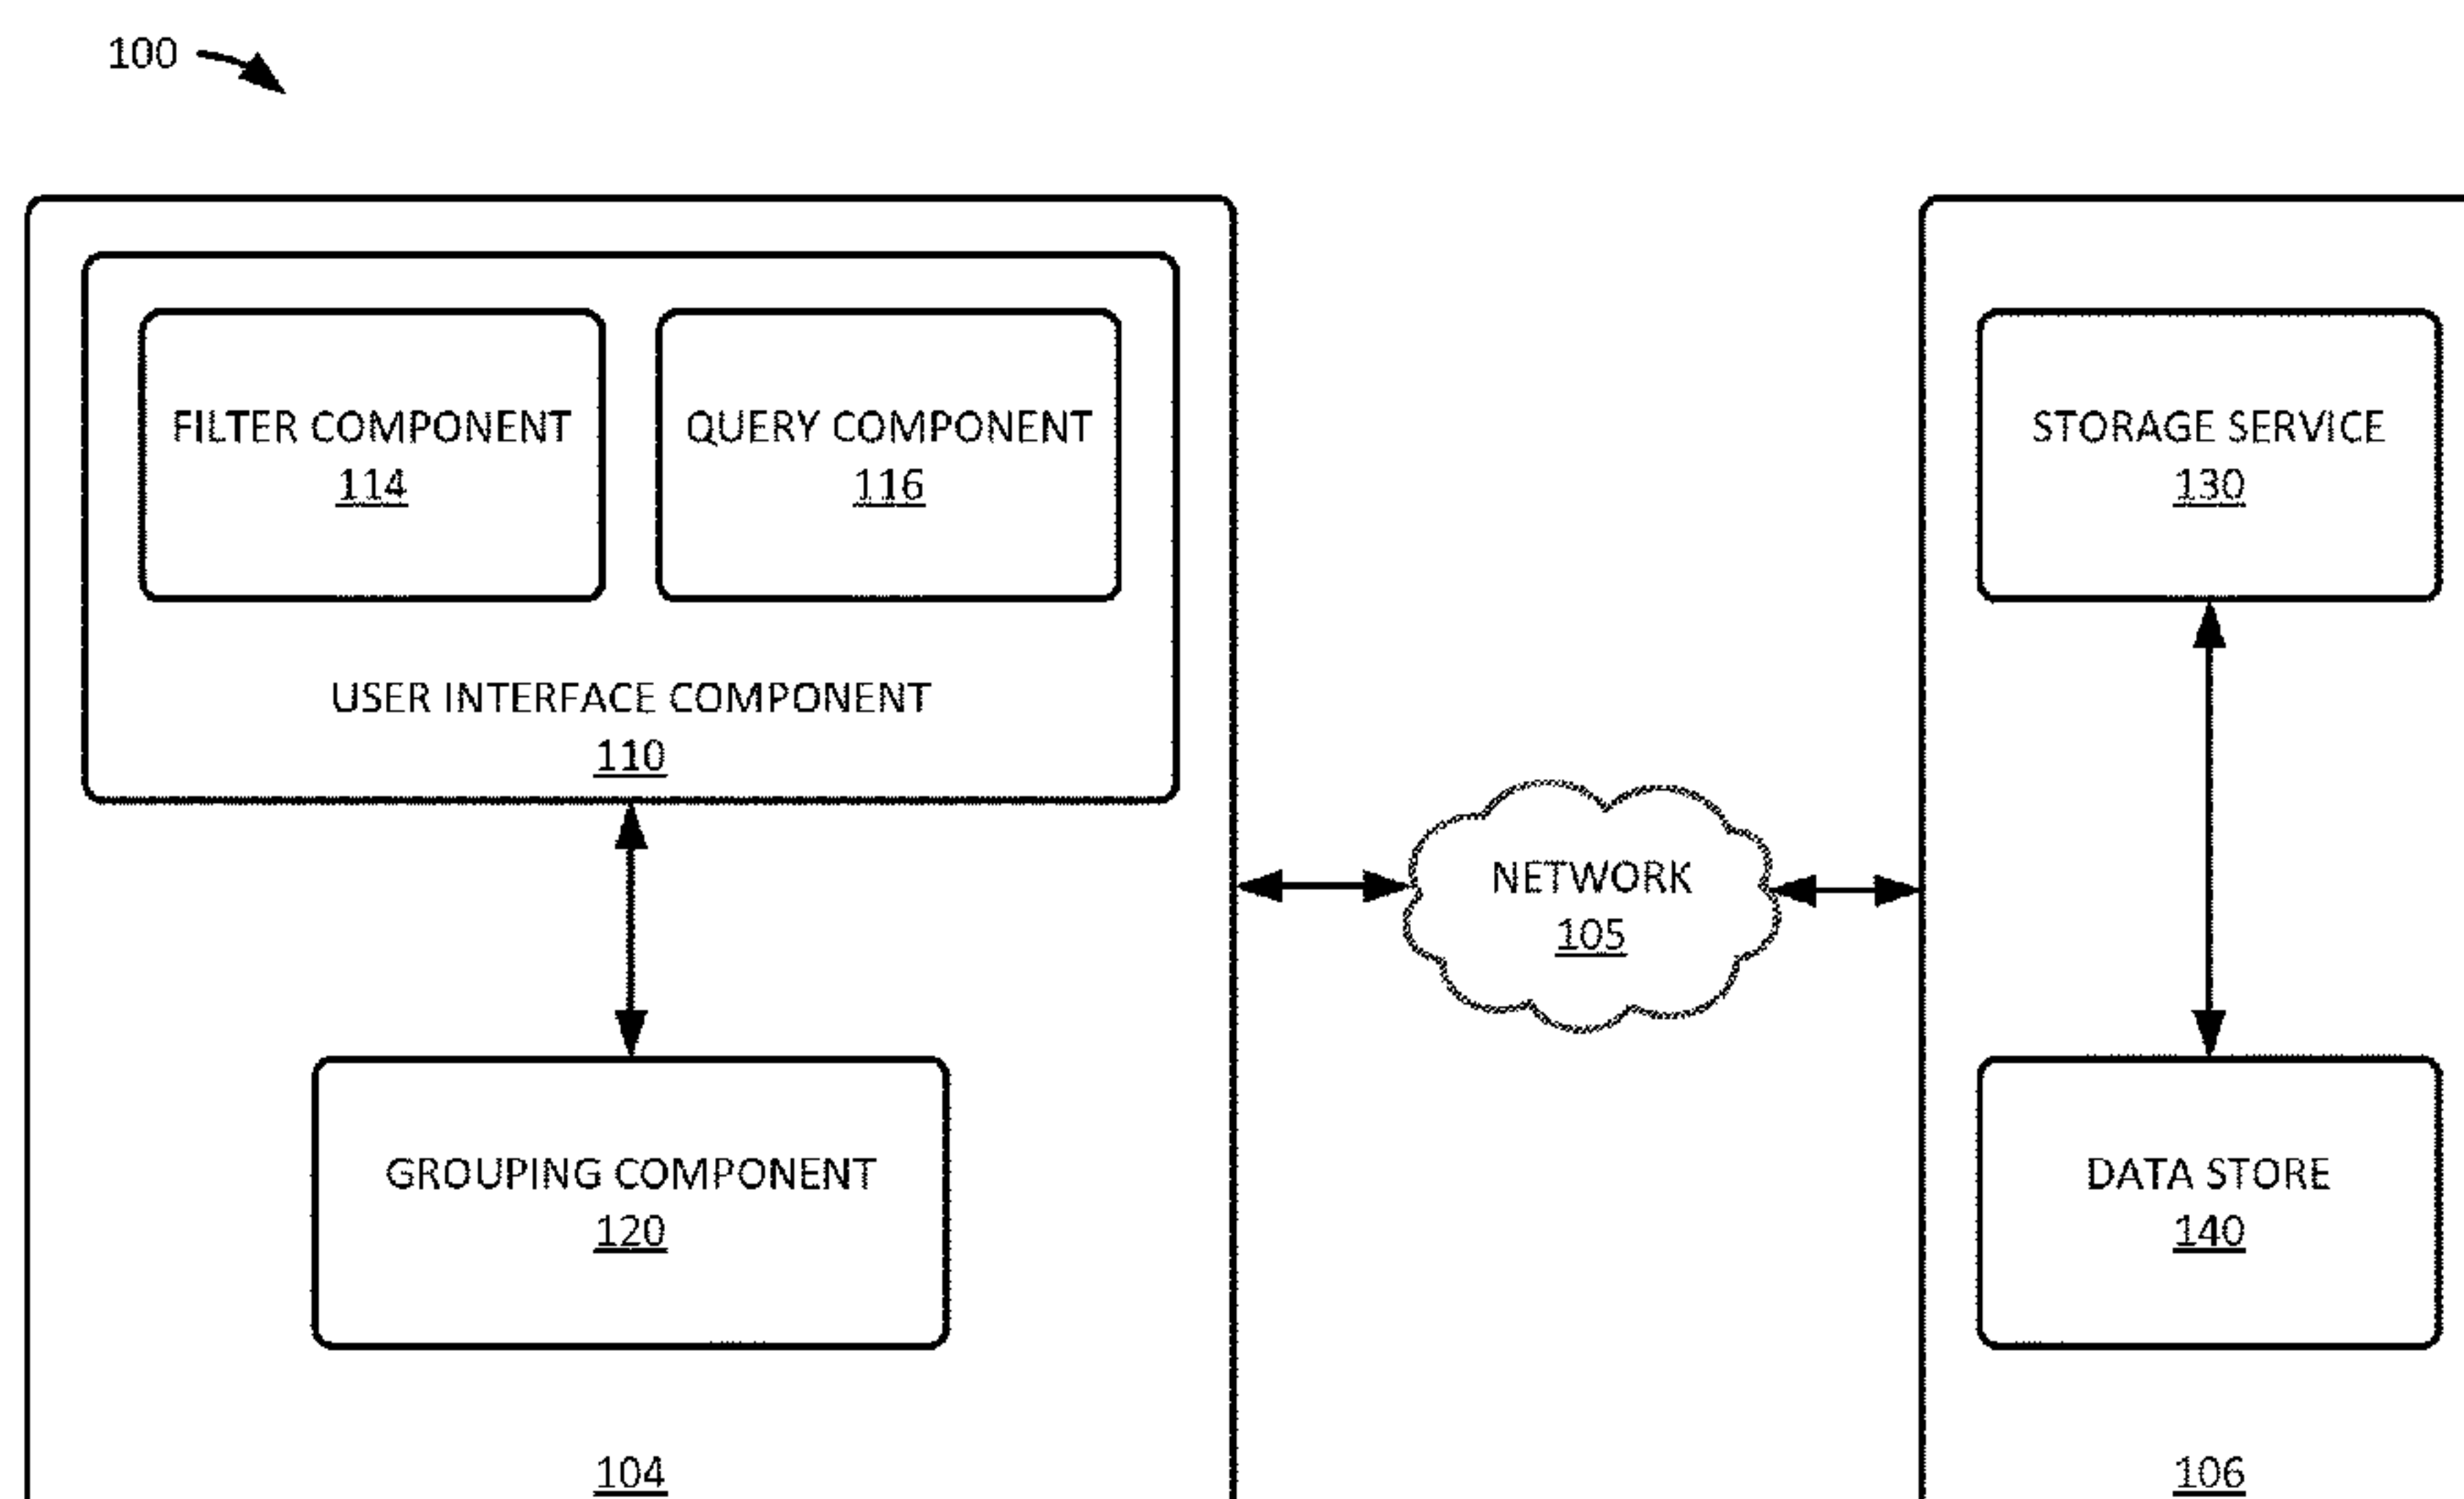 100
FILTER COMPONENT
114
QUERY COMPONENT
116
USER INTERFACE COMPONENT
110
GROUPING COMPONENT
120
104
NETWORK
105
STORAGE SERVICE
130
DATA STORE
140
106